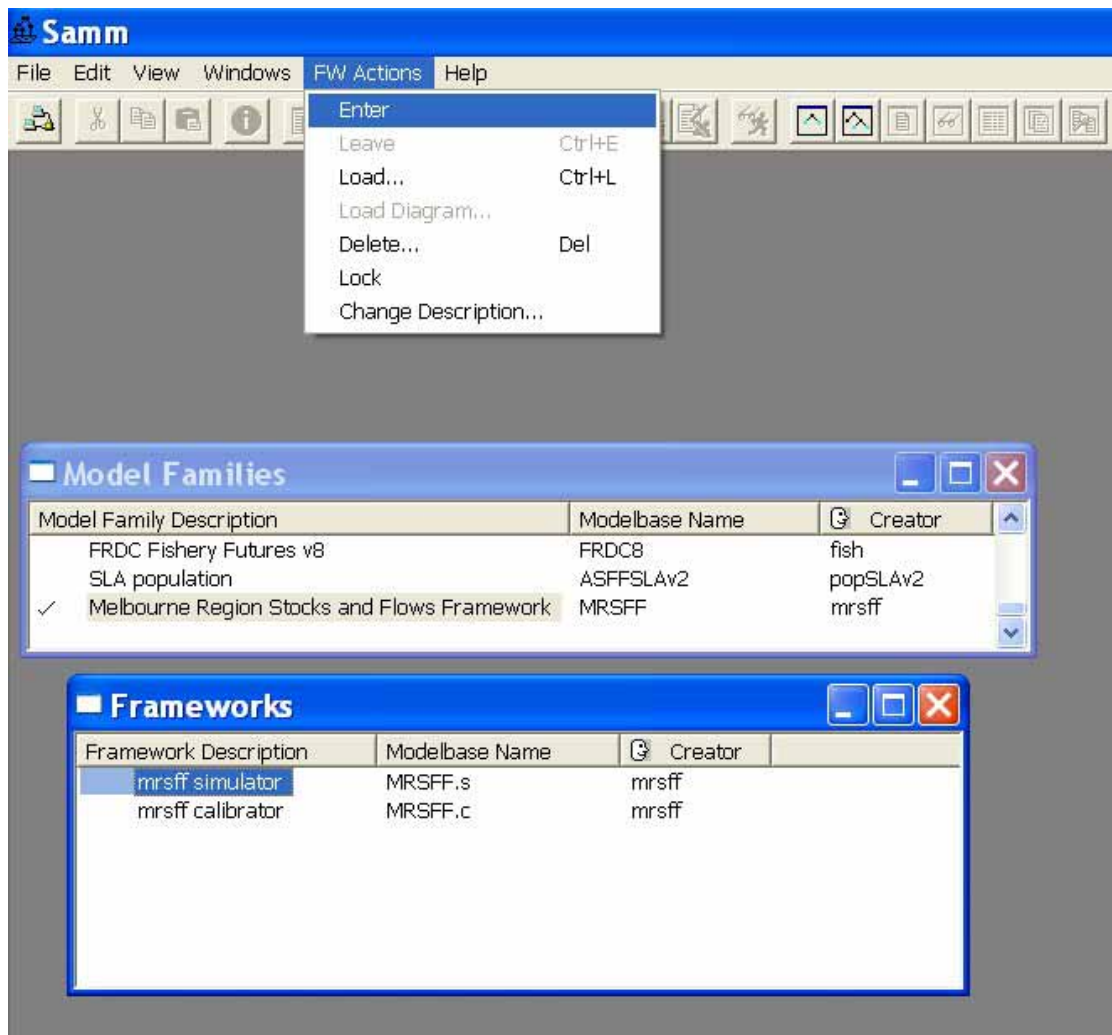 Samm
File Edit View Windows FW Actions Help
Enter
Leave Ctrl+E
Load... Ctrl+L
Load Diagram...
Delete... Del
Lock
Change Description...
Model Families
Model Family Description Modelbase Name Creator
FRDC Fishery Futures v8 FRDC8 fish
SLA population ASFFSLAv2 popSLAv2
Melbourne Region Stocks and Flows Framework MRSFF mrsff
Frameworks
Framework Description Modelbase Name Creator
mrsff simulator MRSFF.s mrsff
mrsff calibrator MRSFF.c mrsff